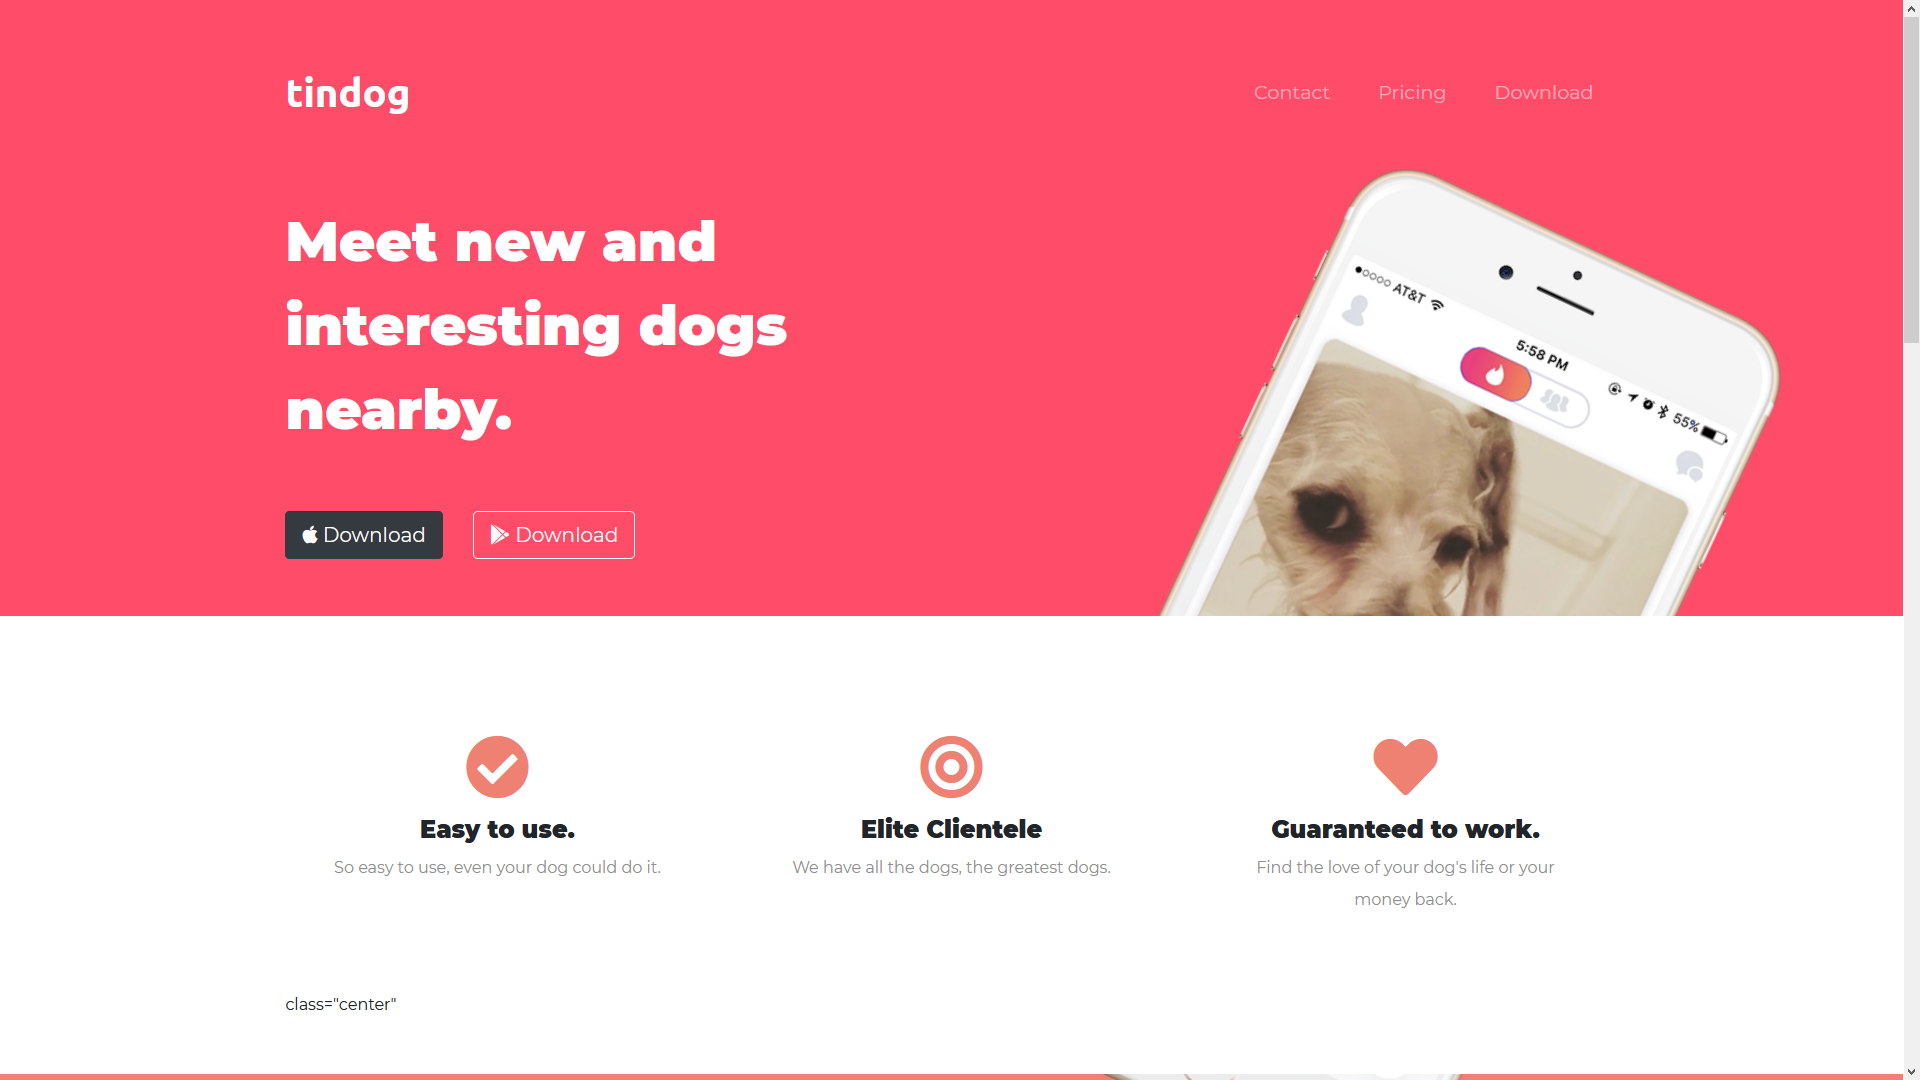 tindog
Contact
Pricing
Download
Meet new and
interesting dogs
nearby.
AT&T
5:58 PM
55%
Download
Download
Easy to use.
So easy to use, even your dog could do it.
Elite Clientele
We have all the dogs, the greatest dogs.
Guaranteed to work.
Find the love of your dog's life or your
money back.
class="center"